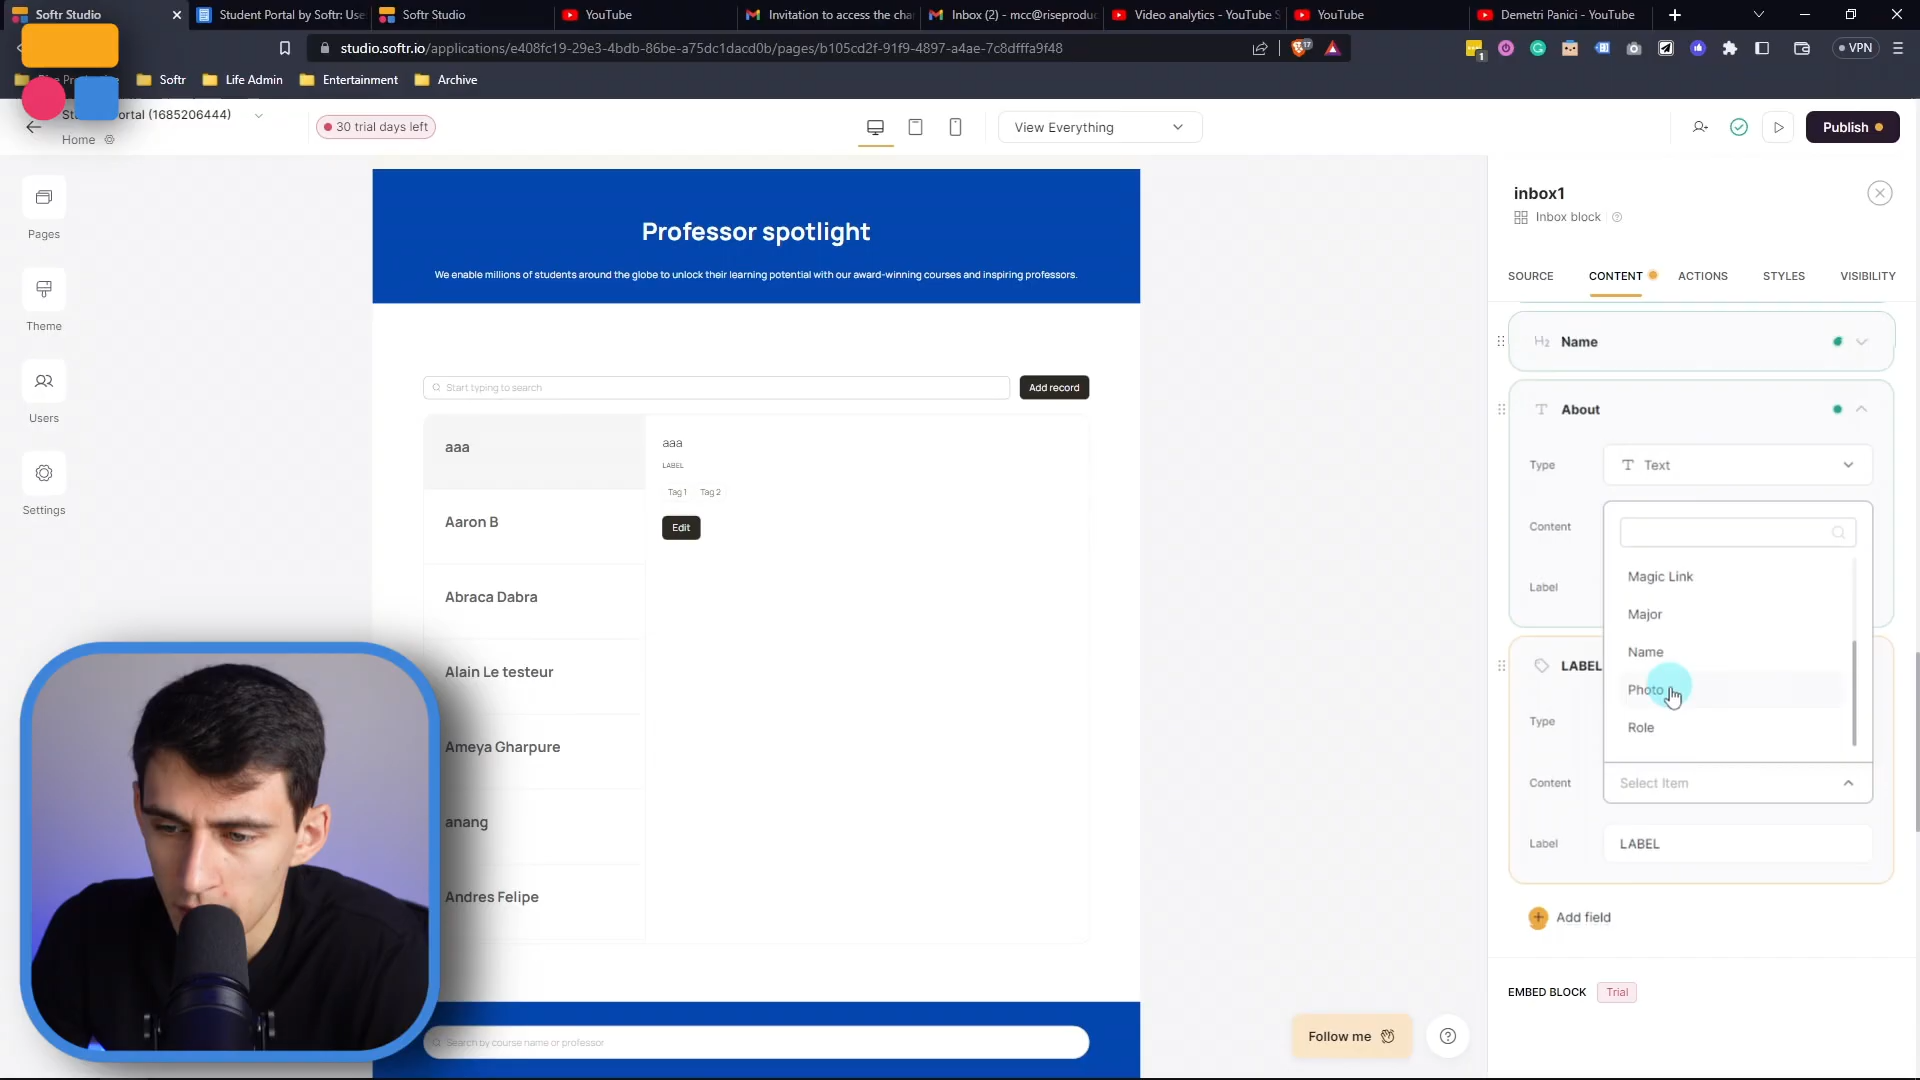 Softr Studio
Student Portal by Softr: Use
Softr Studio
YouTube
Invitation to access the cha
Inbox (2) - mcc@riseproduc
Video analytics - YouTube S
YouTube
Demetri Panici - YouTube
studio.softr.io/applications/e408fc19-29e3-4bdb-86be-a75dc1dacd0b/pages/b105cd2f-91f9-4897-a4ae-7c8dfffa9f48
17
1
VPN
Softr
Life Admin
Entertainment
Archive
ortal (1685206444)
Home
30 trial days left
View Everything
Publish
Pages
Theme
Users
Settings
Professor spotlight
We enable millions of students around the globe to unlock their learning potential with our award-winning courses and inspiring professors.
Start typing to search
Add record
aaa
Aaron B
Abraca Dabra
Alain Le testeur
Ameya Gharpure
anang
Andres Felipe
aaa
LABEL
Tag 1
Tag 2
Edit
Search by course name or professor
Follow me
inbox1
Inbox block
SOURCE
CONTENT
ACTIONS
STYLES
VISIBILITY
H2 Name
About
Type
T Text
Content
Label
Magic Link
Major
Name
Photo
Role
LABEL
Type
Content
Select Item
Label
LABEL
Add field
EMBED BLOCK
Trial